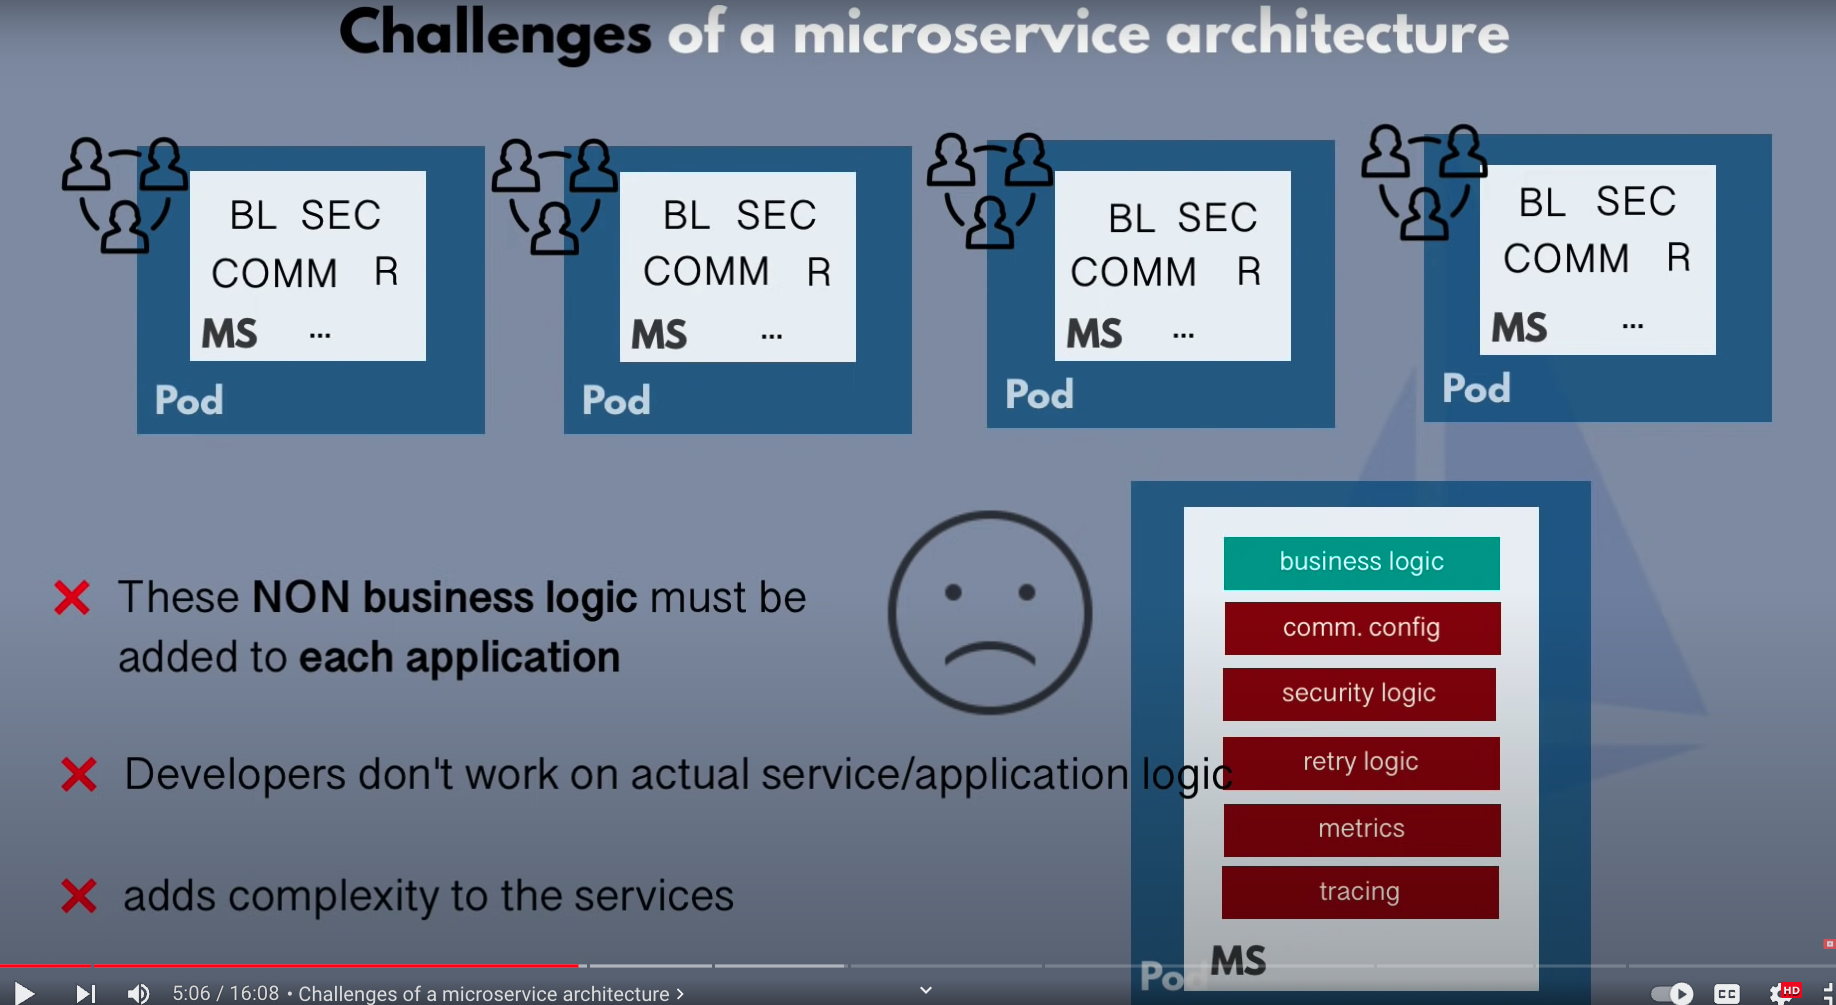 Challenges of a microservice architecture
BL SEC
COMM R
MS ...
Pod
BL SEC
COMM R
MS ...
Pod
BL SEC
COMM R
MS ...
Pod
BL SEC
COMM R
MS ...
Pod
These NON business logic must be
added to each application
Developers don't work on actual service/application logic
adds complexity to the services
business logic
comm. config
security logic
retry logic
metrics
tracing
MS
Pod
5:06 / 16:08 • Challenges of a microservice architecture
CC
HD